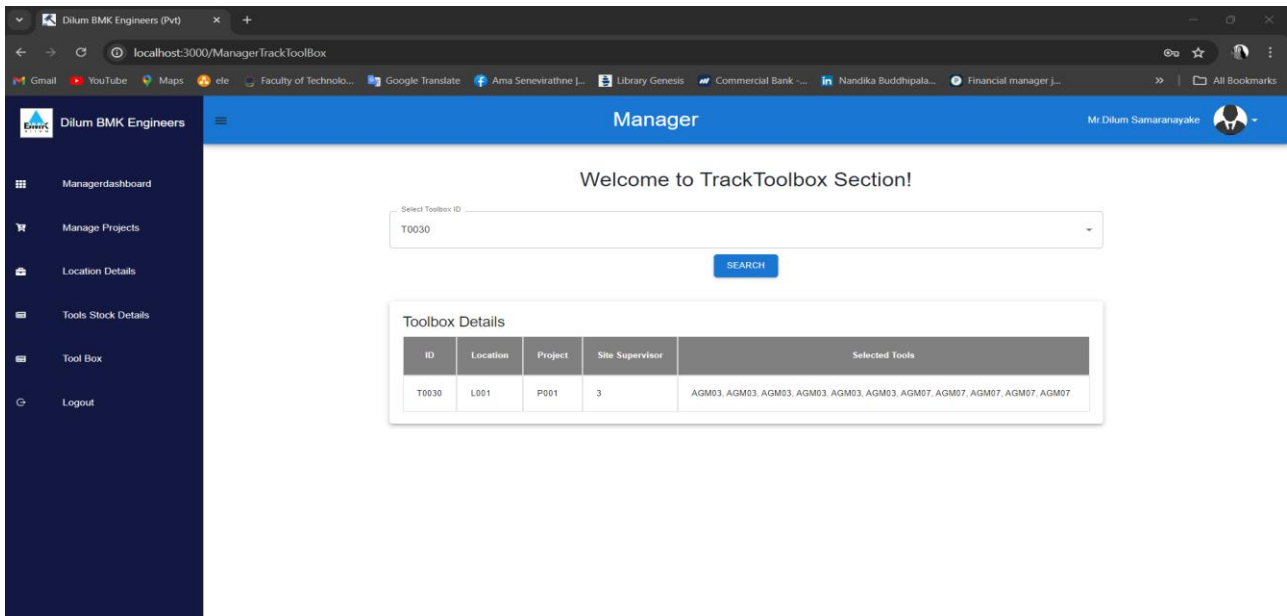 Dilum BMK Engineers (Pvt)
localhost:3000/ManagerTrackToolBox
Gmail YouTube Maps ele Faculty of Technolo... Google Translate Ama Senevirathne |... Library Genesis Commercial Bank -... Nandika Buddhipala... Financial manager j... » All Bookmarks
BMK
Dilum BMK Engineers
Manager
Mr.Dilum Samaranayake
Managerdashboard
Manage Projects
Location Details
Tools Stock Details
Tool Box
Logout
Welcome to TrackToolbox Section!
Select Toolbox ID
T0030
SEARCH
Toolbox Details
ID Location Project Site Supervisor Selected Tools
T0030 L001 P001 3 AGM03, AGM03, AGM03, AGM03, AGM03, AGM03, AGM07, AGM07, AGM07, AGM07, AGM07